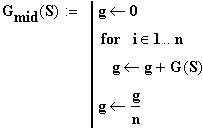 G_mid(S) := g ← 0
for i ∈ 1 .. n
g ← g + G(S)
g ← g/n